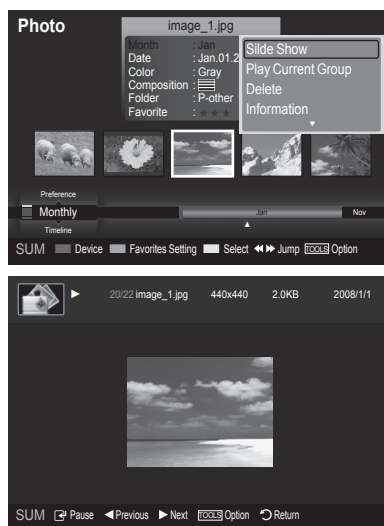 Photo
image_1.jpg
Month : Jan
Date : Jan.01.2
Color : Gray
Composition :
Folder : P-other
Favorite : ★ ★ ★
Silde Show
Play Current Group
Delete
Information
Preference
Monthly
Timeline
Jan
Nov
SUM Device Favorites Setting Select ◀◀ ▶▶ Jump TOOLS Option
▶ 20/22 image_1.jpg 440x440 2.0KB 2008/1/1
SUM Pause ◀ Previous ▶ Next TOOLS Option Return